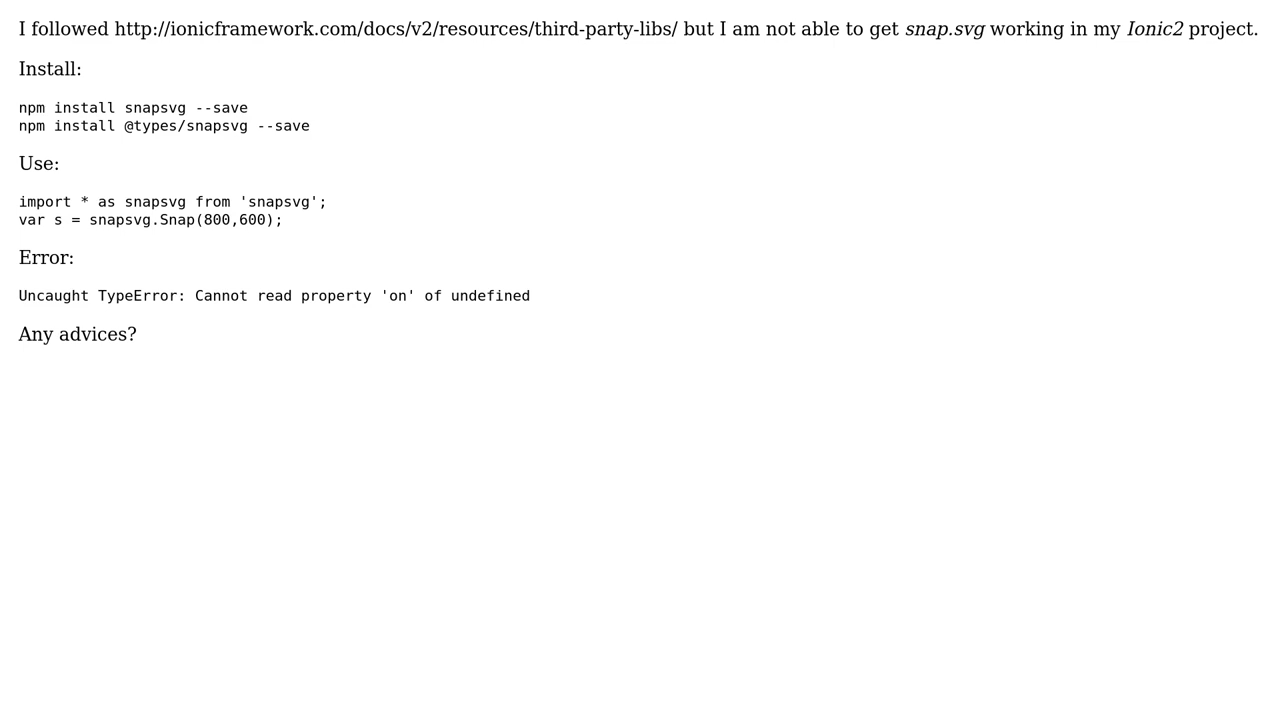 I followed http://ionicframework.com/docs/v2/resources/third-party-libs/ but I am not able to get snap.svg working in my Ionic2 project.
Install:
npm install snapsvg --save
npm install @types/snapsvg --save
Use:
import * as snapsvg from 'snapsvg';
var s = snapsvg.Snap(800,600);
Error:
Uncaught TypeError: Cannot read property 'on' of undefined
Any advices?